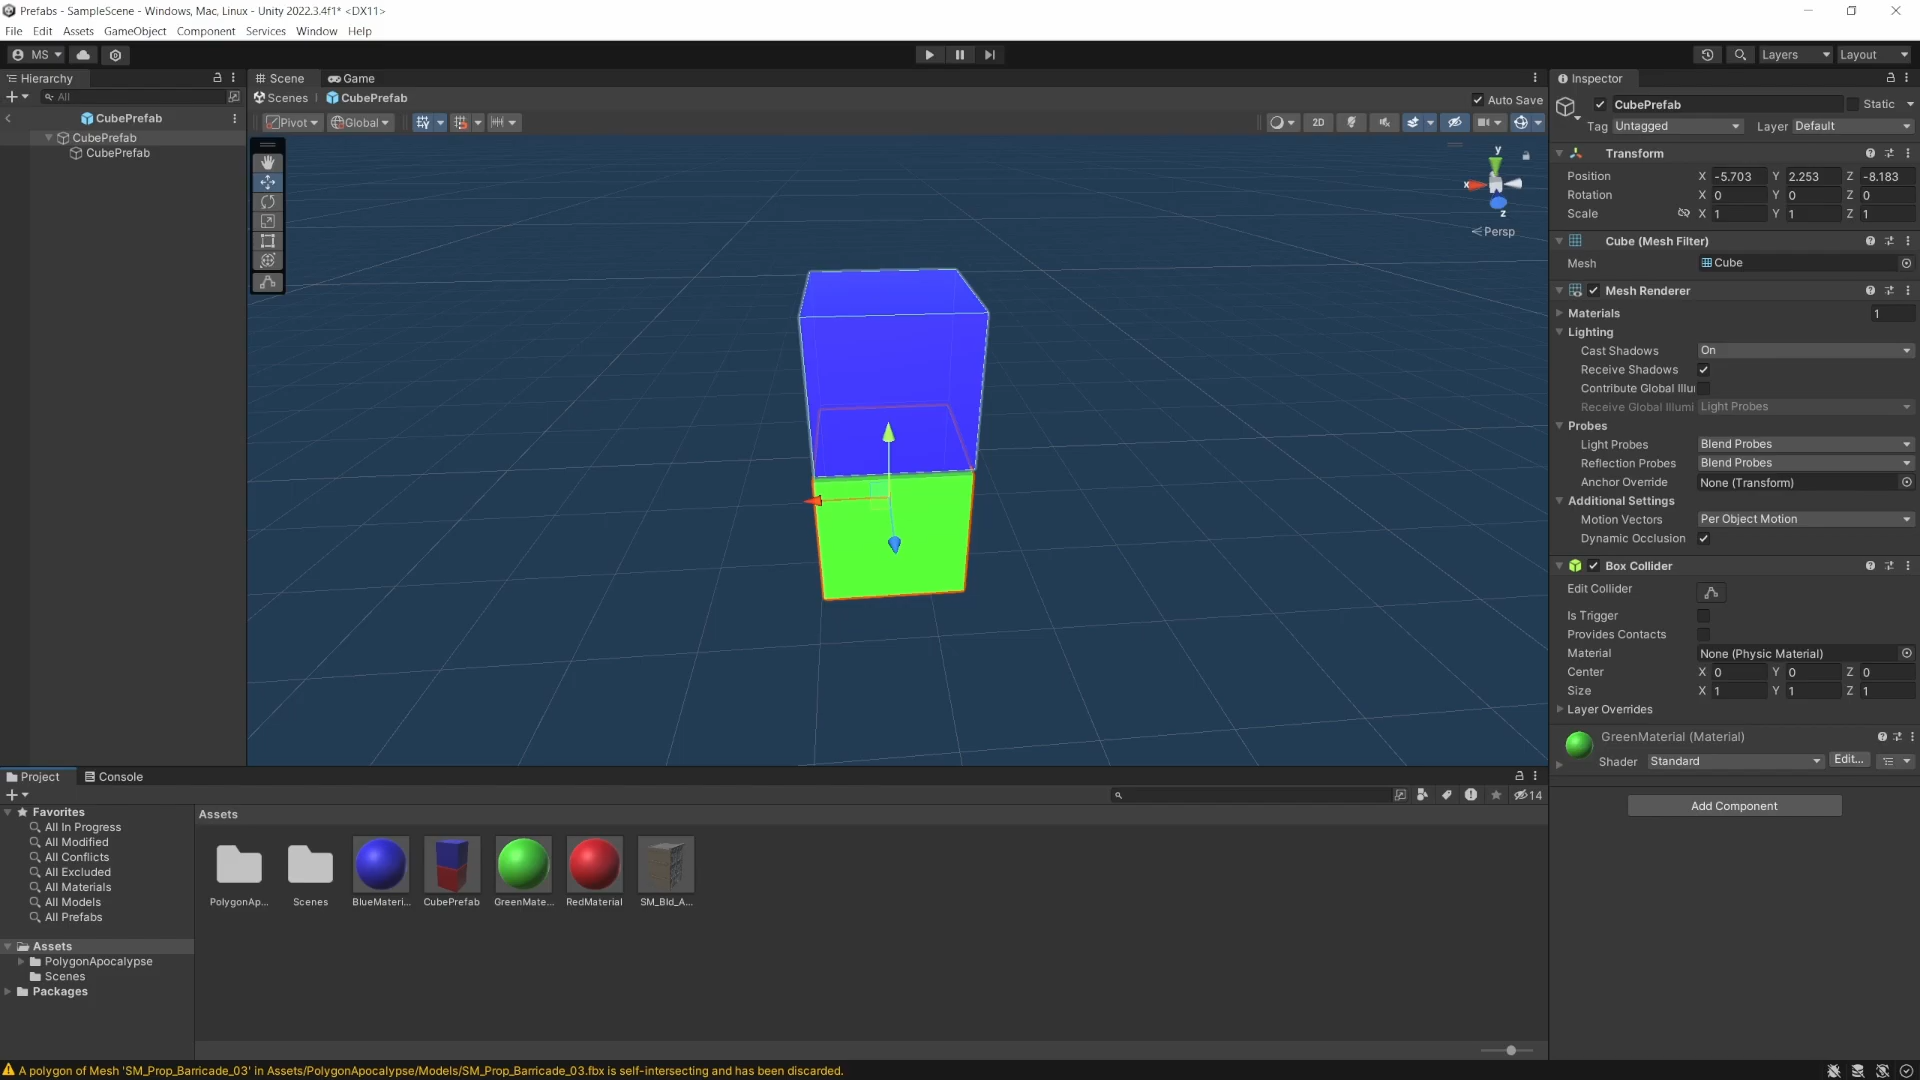 Prefabs - SampleScene - Windows, Mac, Linux - Unity 2022.3.4f1* <DX11>
File Edit Assets GameObject Component Services Window Help
MS Layers Layout
Hierarchy
All
CubePrefab
CubePrefab
CubePrefab
Scene Game
Scenes CubePrefab Auto Save
Pivot Global 2D
y
x
z
Persp
Inspector
CubePrefab Static
Tag Untagged Layer Default
Transform
Position X -5.703 Y 2.253 Z -8.183
Rotation X 0 Y 0 Z 0
Scale X 1 Y 1 Z 1
Cube (Mesh Filter)
Mesh Cube
Mesh Renderer
Materials 1
Lighting
Cast Shadows On
Receive Shadows
Contribute Global Illu
Receive Global Illumi Light Probes
Probes
Light Probes Blend Probes
Reflection Probes Blend Probes
Anchor Override None (Transform)
Additional Settings
Motion Vectors Per Object Motion
Dynamic Occlusion
Box Collider
Edit Collider
Is Trigger
Provides Contacts
Material None (Physic Material)
Center X 0 Y 0 Z 0
Size X 1 Y 1 Z 1
Layer Overrides
GreenMaterial (Material)
Shader Standard Edit...
Add Component
Project Console
14
Favorites
All In Progress
All Modified
All Conflicts
All Excluded
All Materials
All Models
All Prefabs
Assets
PolygonApocalypse
Scenes
Packages
Assets
PolygonAp... Scenes BlueMateri... CubePrefab GreenMate... RedMaterial SM_Bld_A...
A polygon of Mesh 'SM_Prop_Barricade_03' in Assets/PolygonApocalypse/Models/SM_Prop_Barricade_03.fbx is self-intersecting and has been discarded.